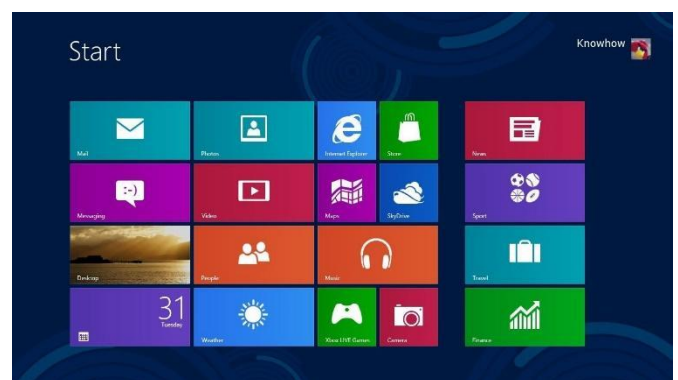 Start
Knowhow
Mail
Photos
Internet Explorer
Store
News
:-)
Messaging
Video
Maps
SkyDrive
Sport
Desktop
People
Music
Travel
31
Tuesday
Weather
Xbox LIVE Games
Camera
Finance